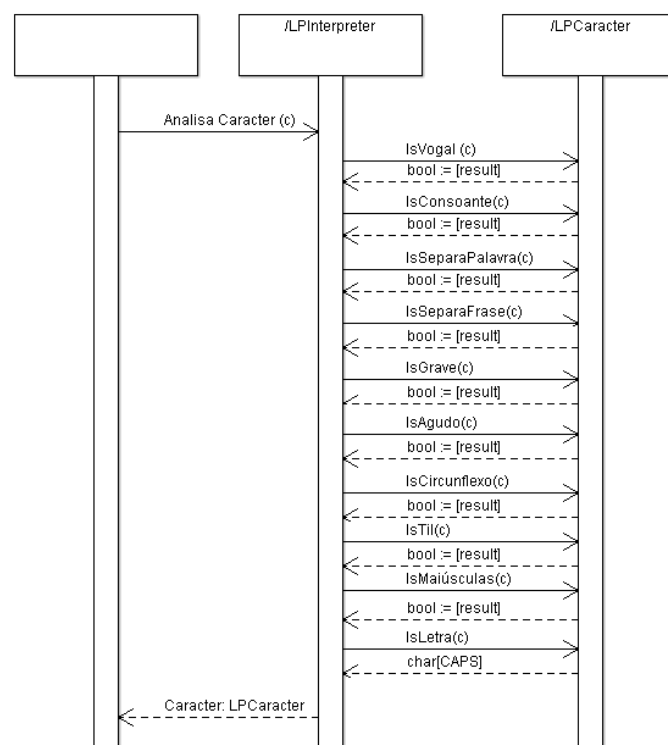 /LPInterpreter
/LPCaracter
Analisa Caracter (c)
IsVogal (c)
bool := [result]
IsConsoante(c)
bool := [result]
IsSeparaPalavra(c)
bool := [result]
IsSeparaFrase(c)
bool := [result]
IsGrave(c)
bool := [result]
IsAgudo(c)
bool := [result]
IsCircunflexo(c)
bool := [result]
IsTil(c)
bool := [result]
IsMaiúsculas(c)
bool := [result]
IsLetra(c)
char[CAPS]
Caracter: LPCaracter